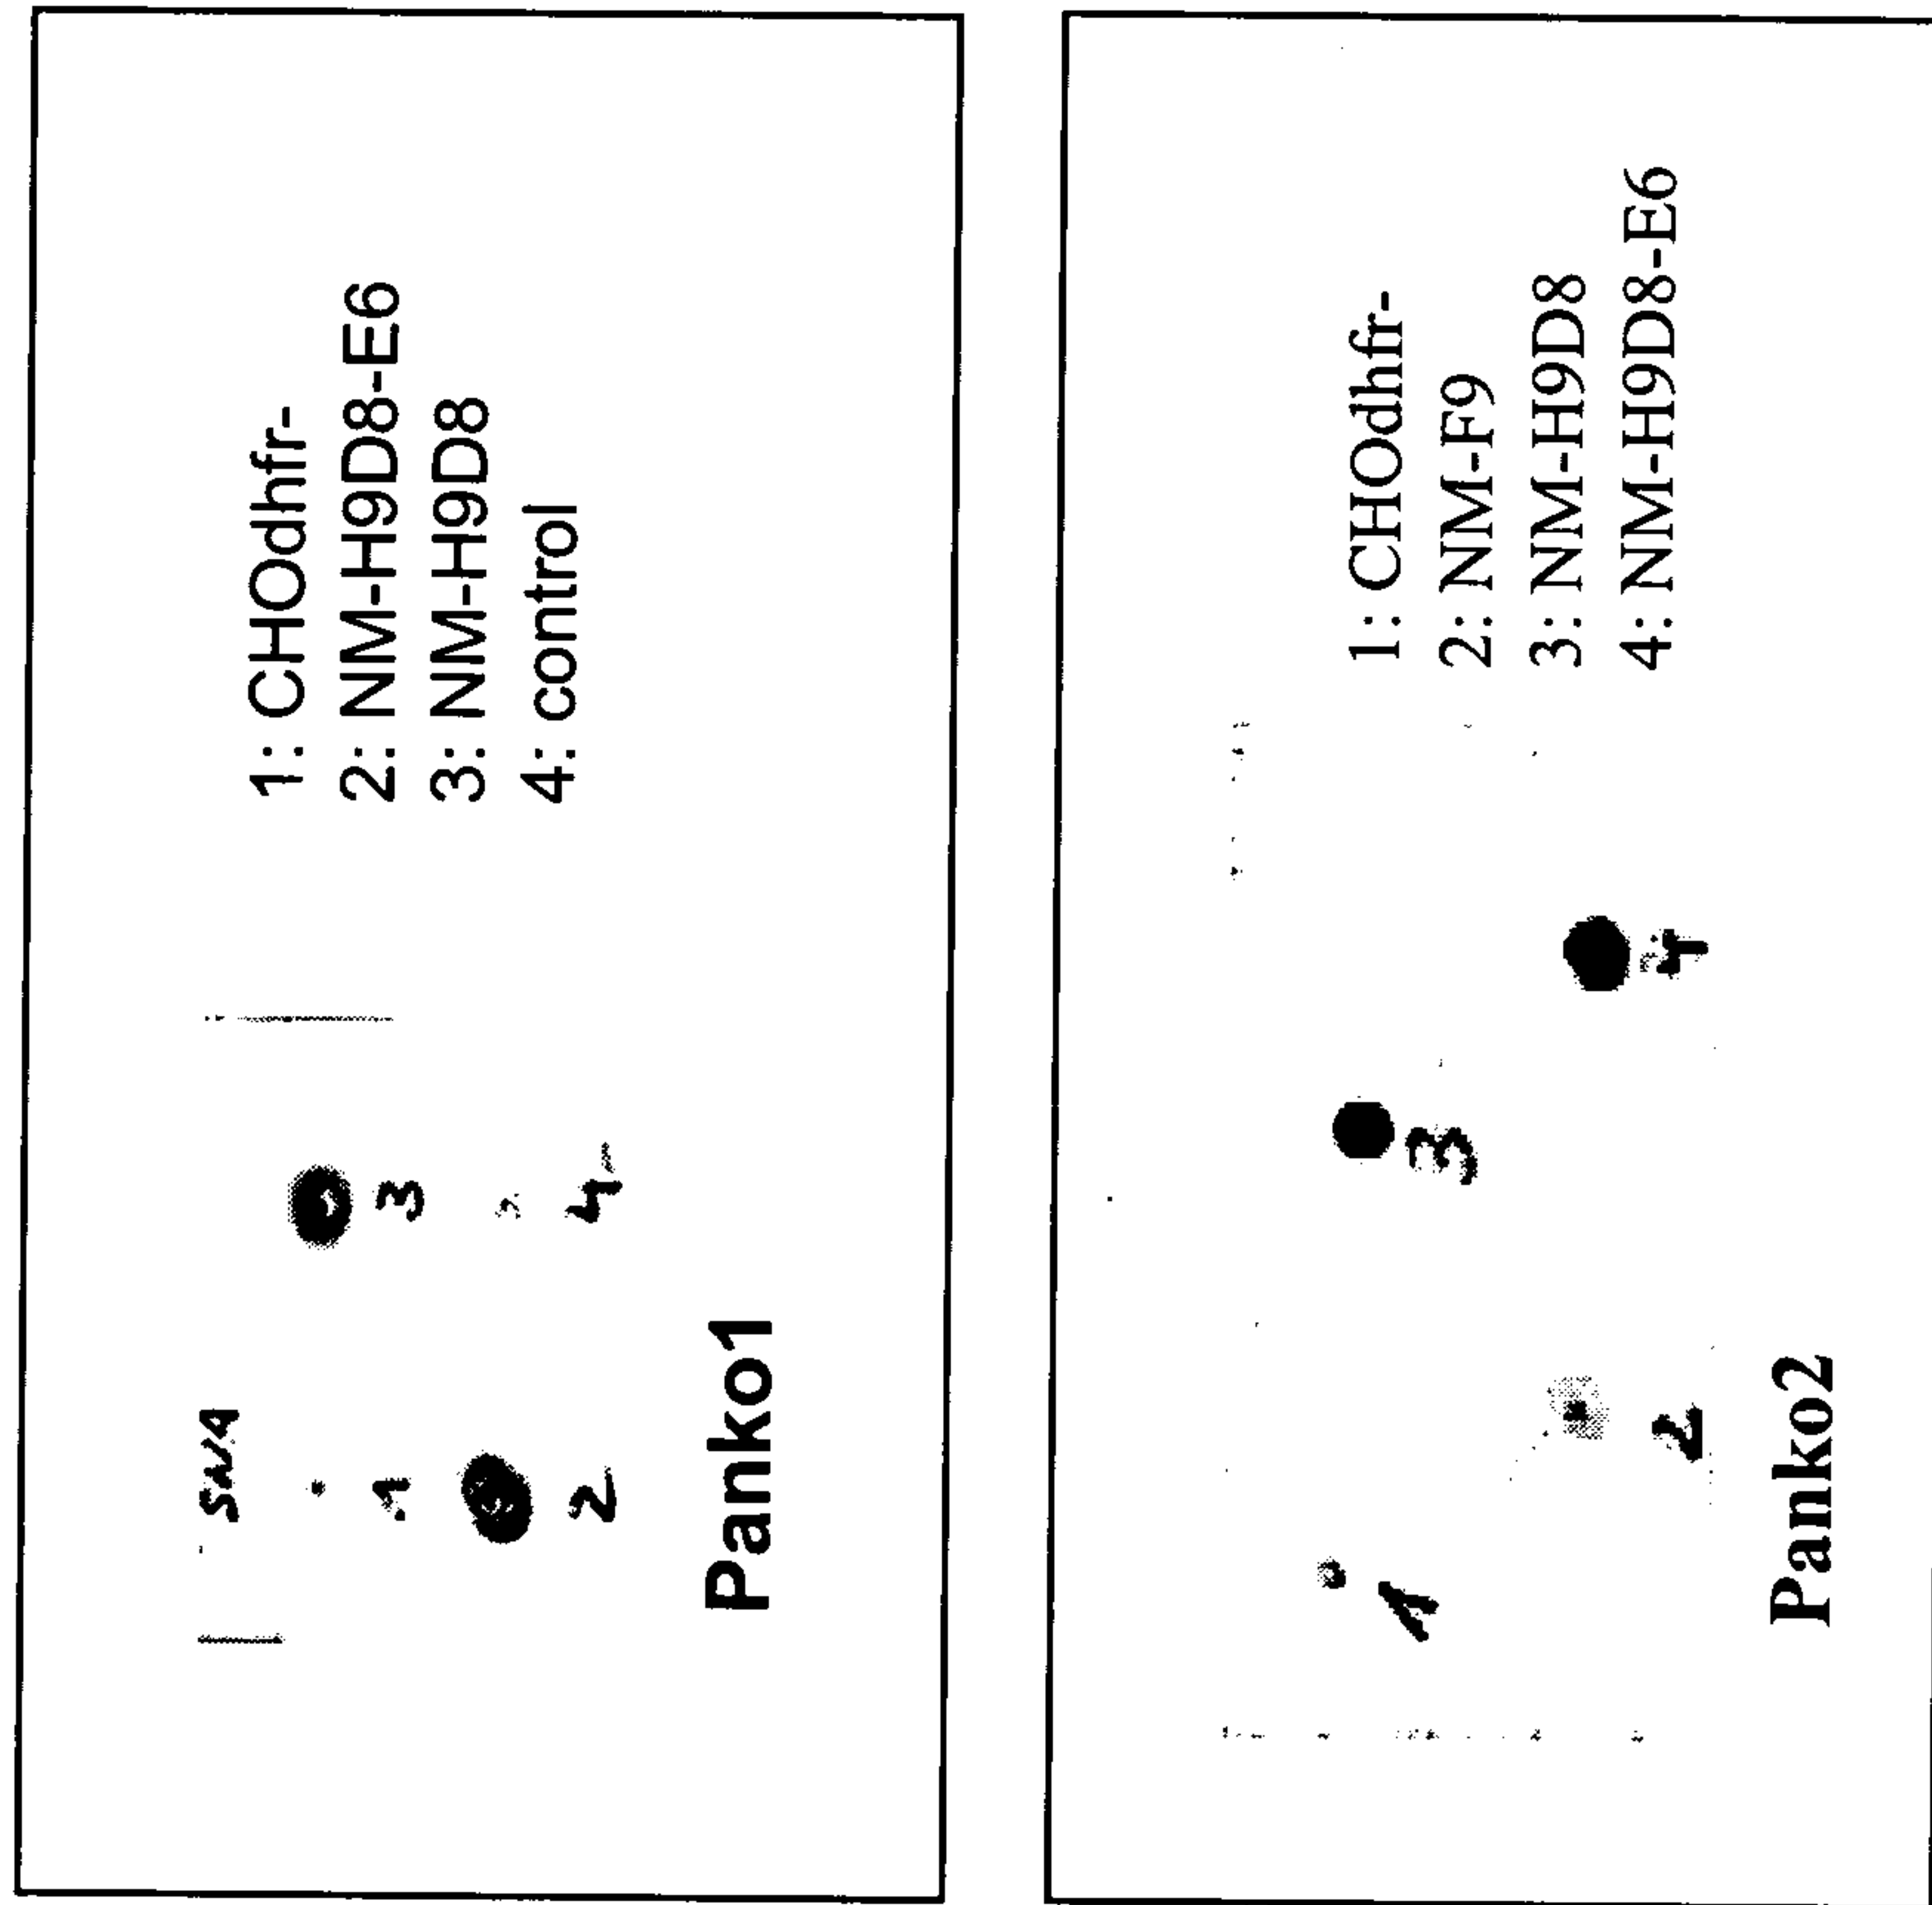 SNA
1
2
3
4
1: CHOdhfr-
2: NM-H9D8-E6
3: NM-H9D8
4: control
Panko1
1
2
3
4
1: CHOdhfr-
2: NM-F9
3: NM-H9D8
4: NM-H9D8-E6
Panko2